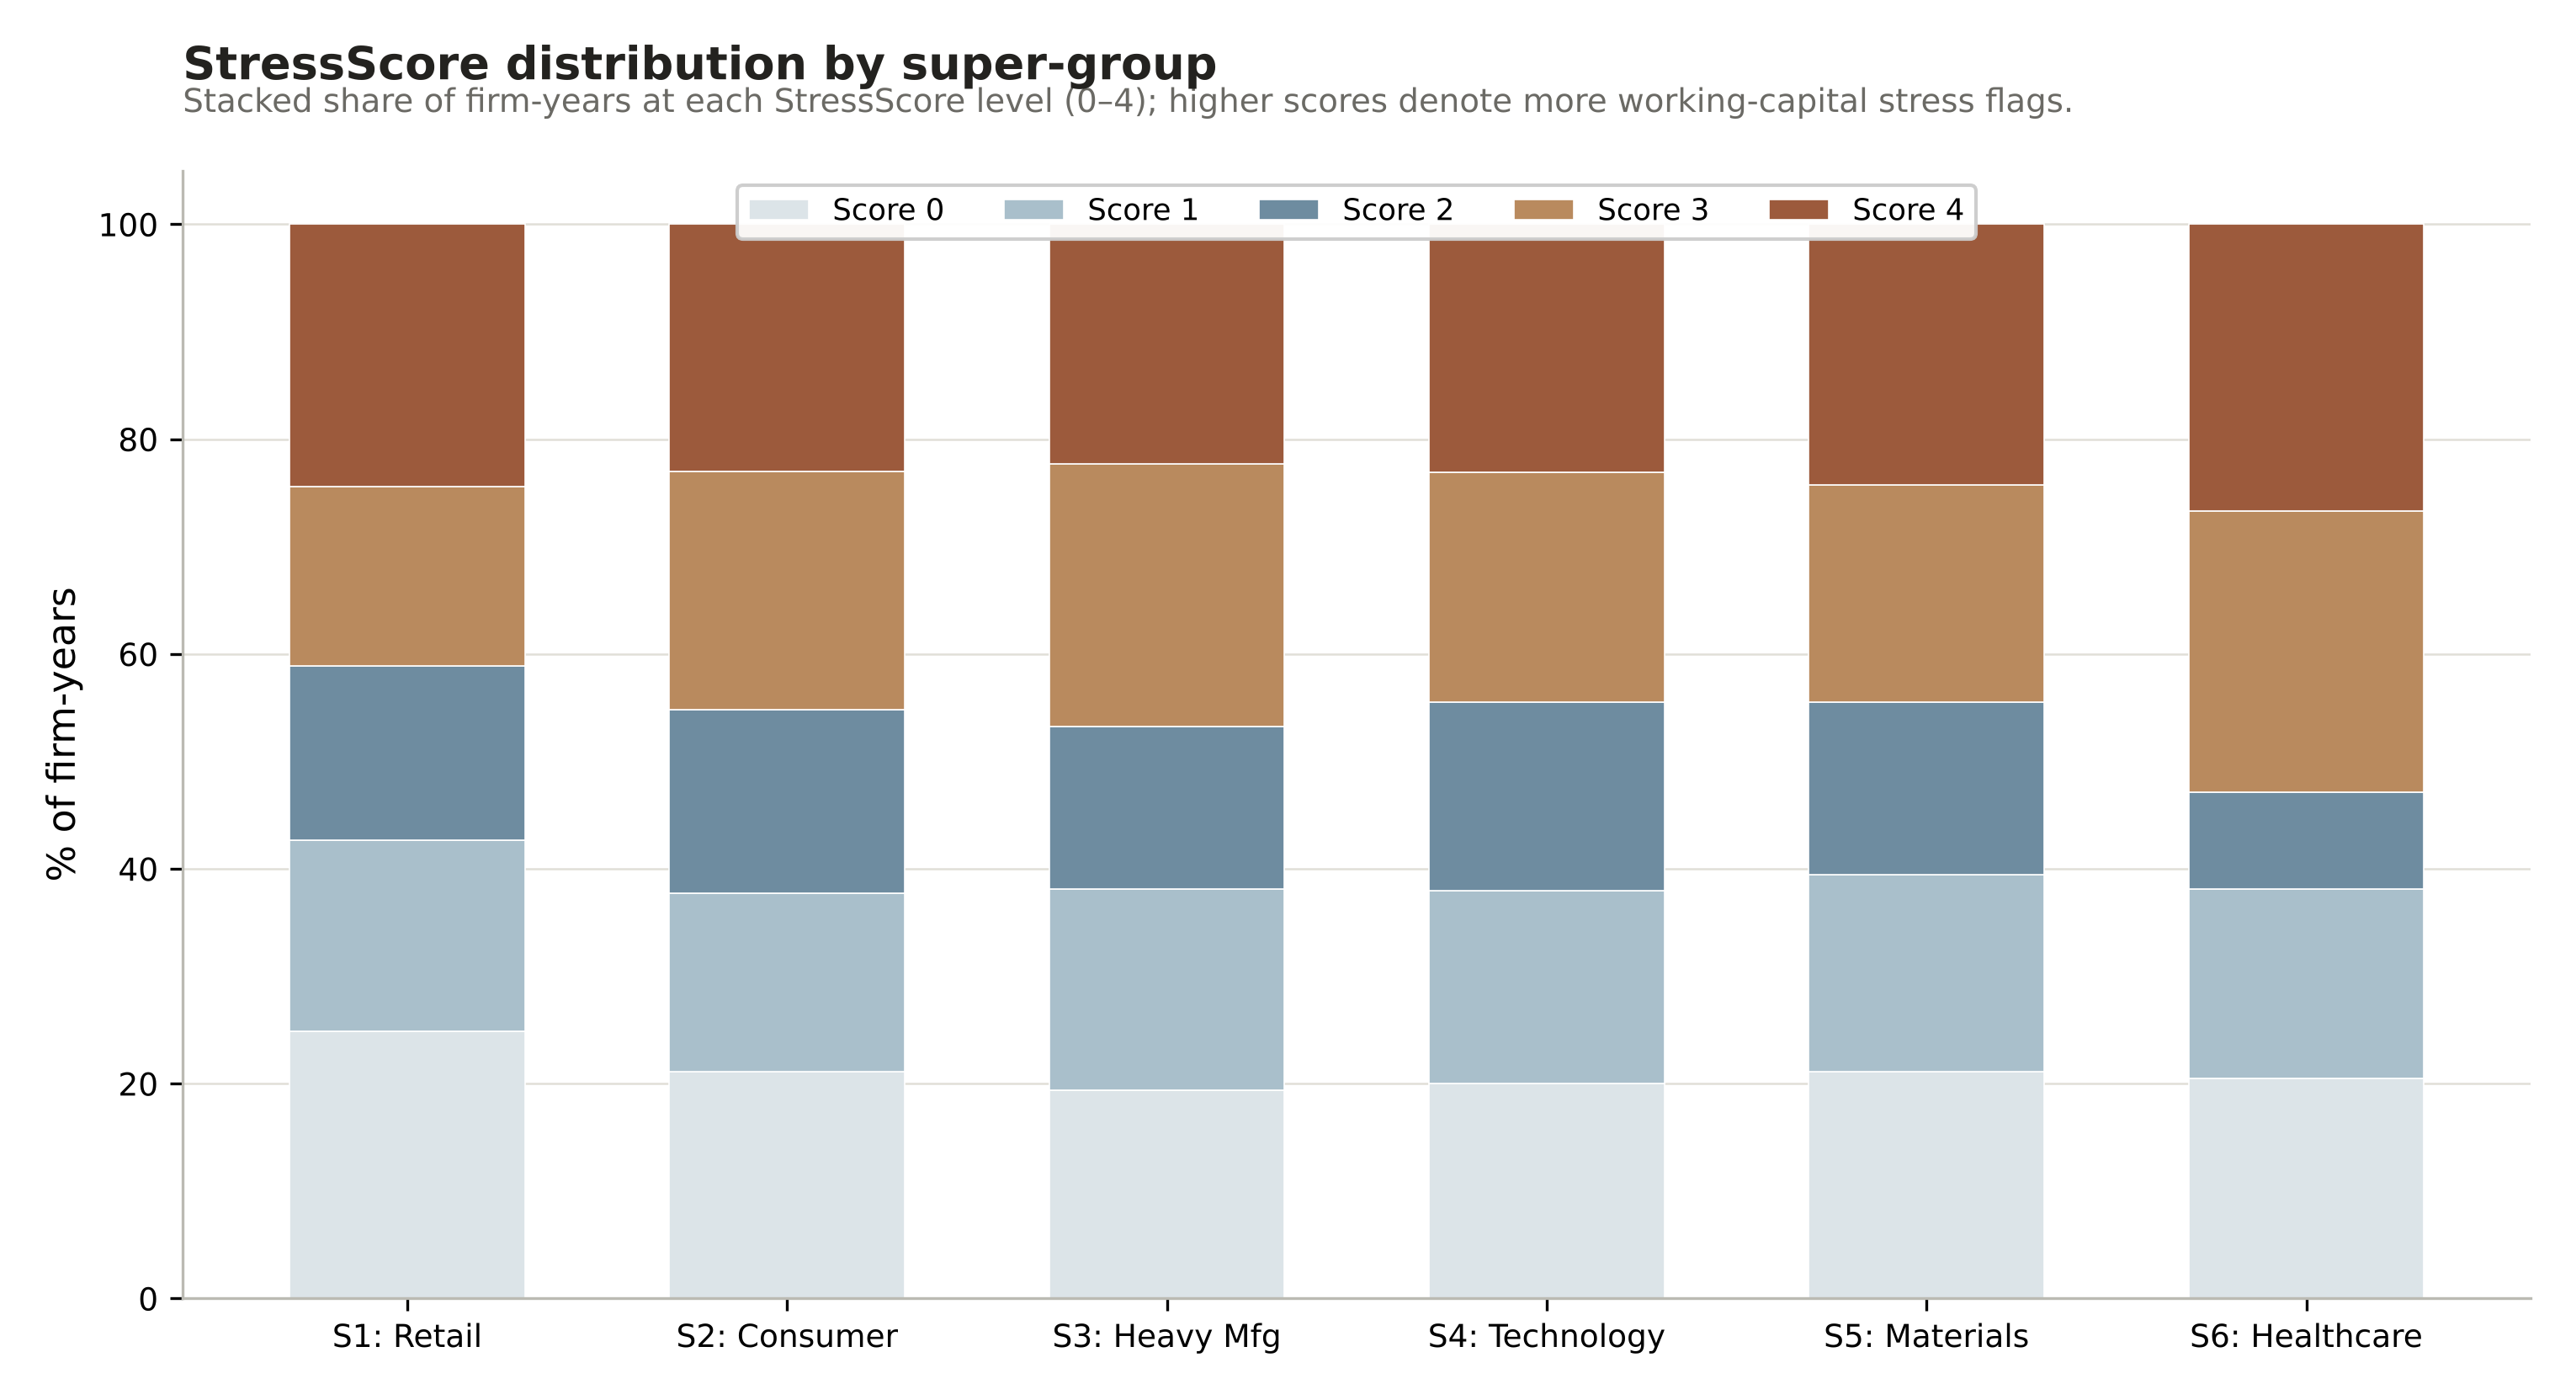 StressScore distribution by super-group
Stacked share of firm-years at each StressScore level (0–4); higher scores denote more working-capital stress flags.
Score 0 Score 1 Score 2 Score 3 Score 4
100
80
60
40
20
0
% of firm-years
S1: Retail S2: Consumer S3: Heavy Mfg S4: Technology S5: Materials S6: Healthcare